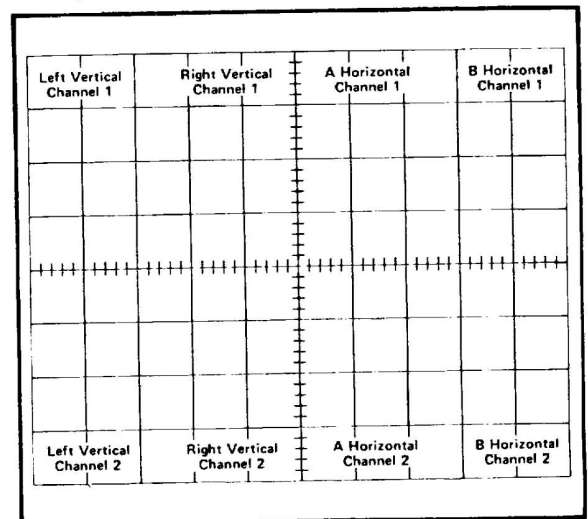 Left Vertical
Channel 1
Right Vertical
Channel 1
A Horizontal
Channel 1
B Horizontal
Channel 1
Left Vertical
Channel 2
Right Vertical
Channel 2
A Horizontal
Channel 2
B Horizontal
Channel 2